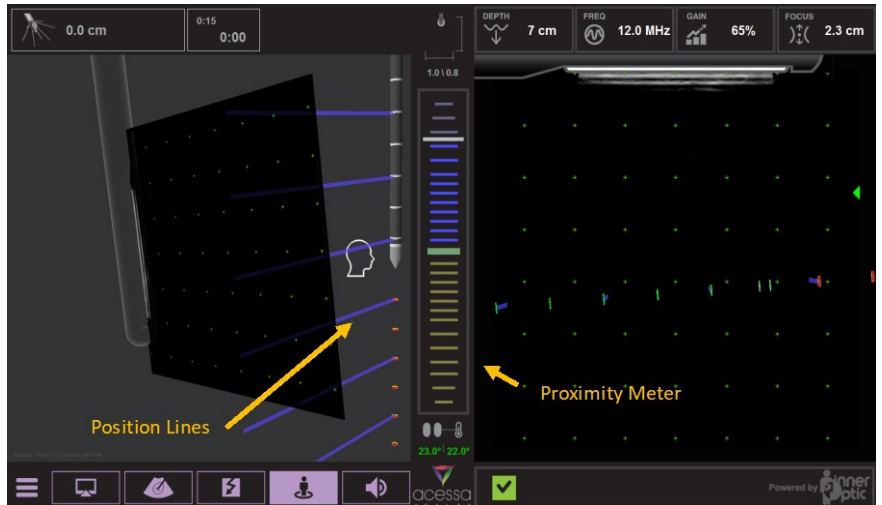 0.0 cm
0:15
0:00
1.0 \ 0.8
DEPTH
7 cm
FREQ
12.0 MHz
GAIN
65%
FOCUS
2.3 cm
Position Lines
Proximity Meter
23.0° 22.0°
acessa
Powered by
inner
optic